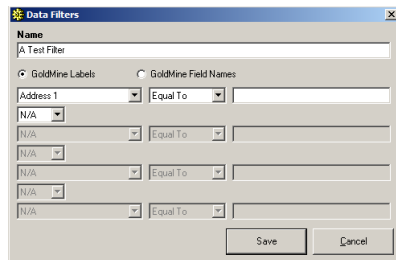 Data Filters
Name
A Test Filter
GoldMine Labels GoldMine Field Names
Address 1 Equal To
N/A
N/A Equal To
N/A
N/A Equal To
N/A
N/A Equal To
Save Cancel